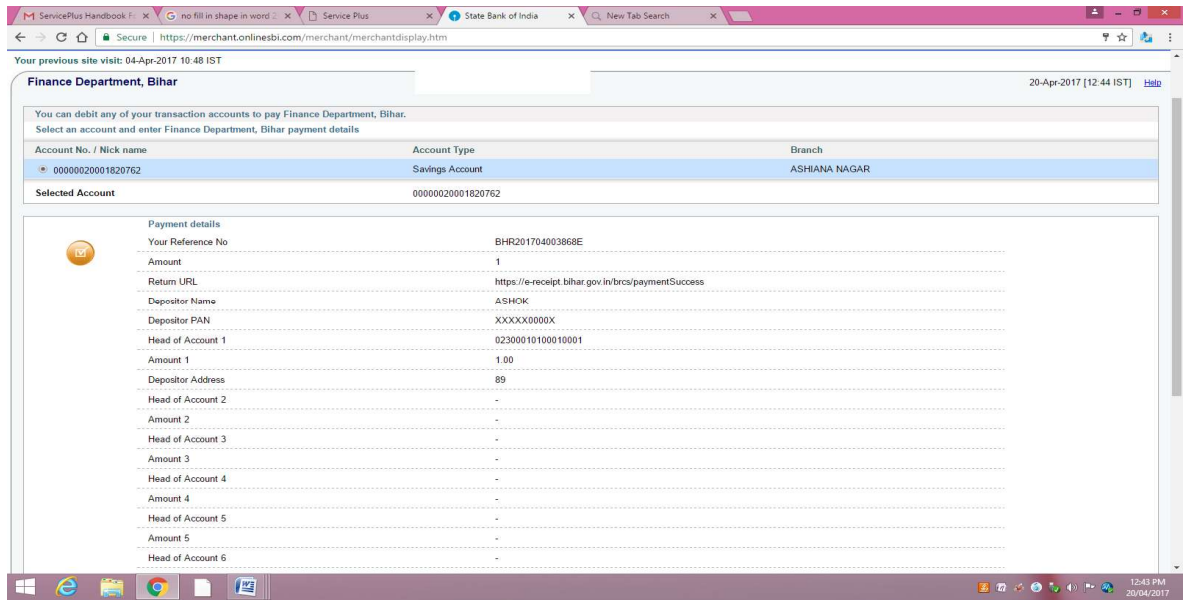 ServicePlus Handbook Fr
no fill in shape in word 2
Service Plus
State Bank of India
New Tab Search
Secure https://merchant.onlinesbi.com/merchant/merchantdisplay.htm
Your previous site visit: 04-Apr-2017 10:48 IST
Finance Department, Bihar 20-Apr-2017 [12:44 IST] Help
You can debit any of your transaction accounts to pay Finance Department, Bihar.
Select an account and enter Finance Department, Bihar payment details
Account No. / Nick name Account Type Branch
00000020001820762 Savings Account ASHIANA NAGAR
Selected Account 00000020001820762
Payment details
Your Reference No BHR201704003868E
Amount 1
Return URL https://e-receipt.bihar.gov.in/brcs/paymentSuccess
Depositor Name ASHOK
Depositor PAN XXXXX0000X
Head of Account 1 02300010100010001
Amount 1 1.00
Depositor Address 89
Head of Account 2 -
Amount 2 -
Head of Account 3 -
Amount 3 -
Head of Account 4 -
Amount 4 -
Head of Account 5 -
Amount 5 -
Head of Account 6 -
12:43 PM
20/04/2017